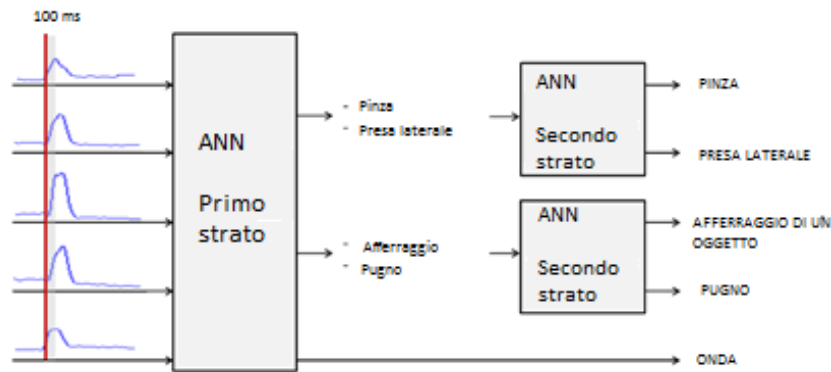 100 ms
ANN
Primo
strato
- Pinza
- Presa laterale
- Afferraggio
- Pugno
ANN
Secondo
strato
ANN
Secondo
strato
PINZA
PRESA LATERALE
AFFERRAGGIO DI UN
OGGETTO
PUGNO
ONDA